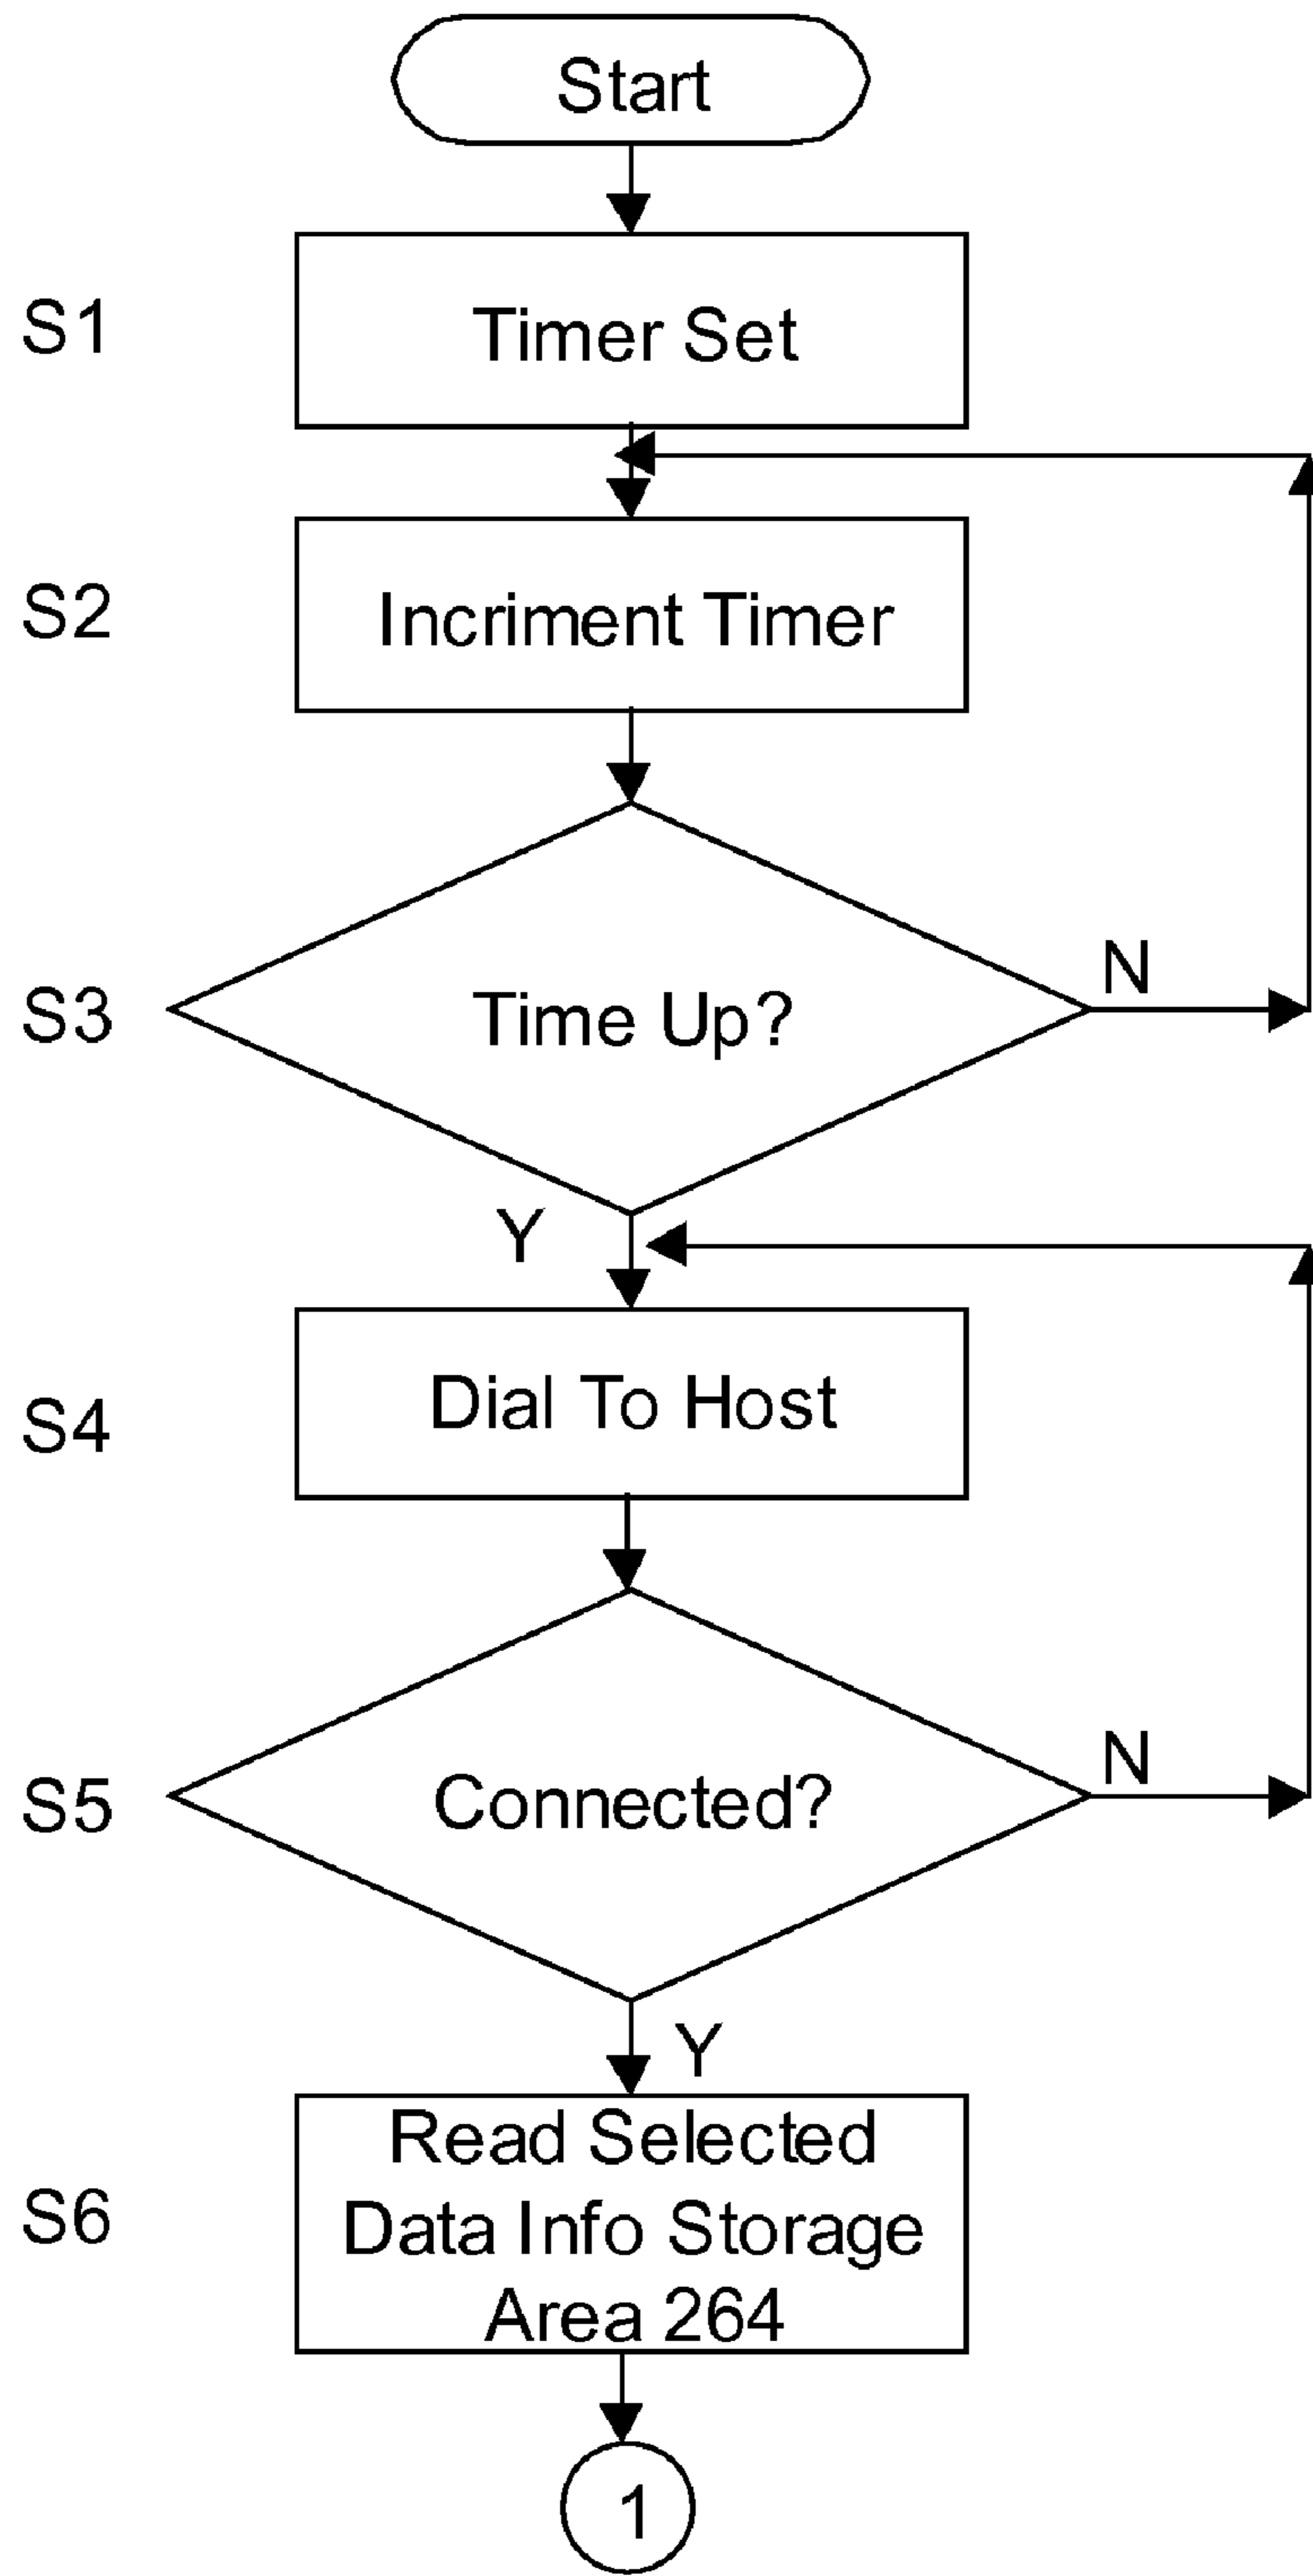 Start
S1
Timer Set
S2
Incriment Timer
S3
Time Up?
N
Y
S4
Dial To Host
S5
Connected?
N
Y
S6
Read Selected
Data Info Storage
Area 264
1